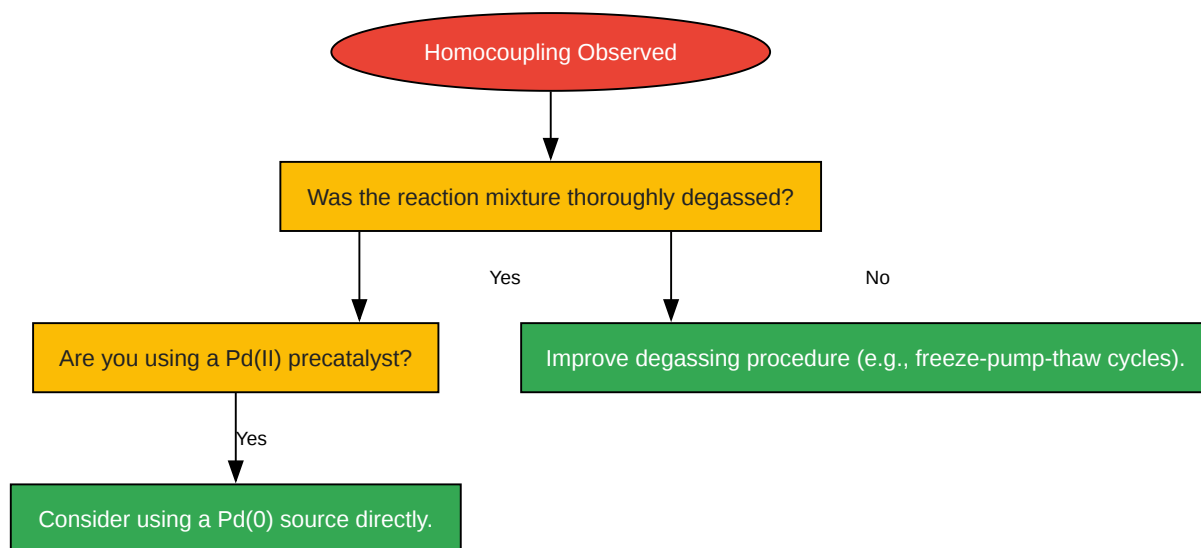 Homocoupling Observed
Was the reaction mixture thoroughly degassed?
Yes
No
Are you using a Pd(II) precatalyst?
Improve degassing procedure (e.g., freeze-pump-thaw cycles).
Yes
Consider using a Pd(0) source directly.